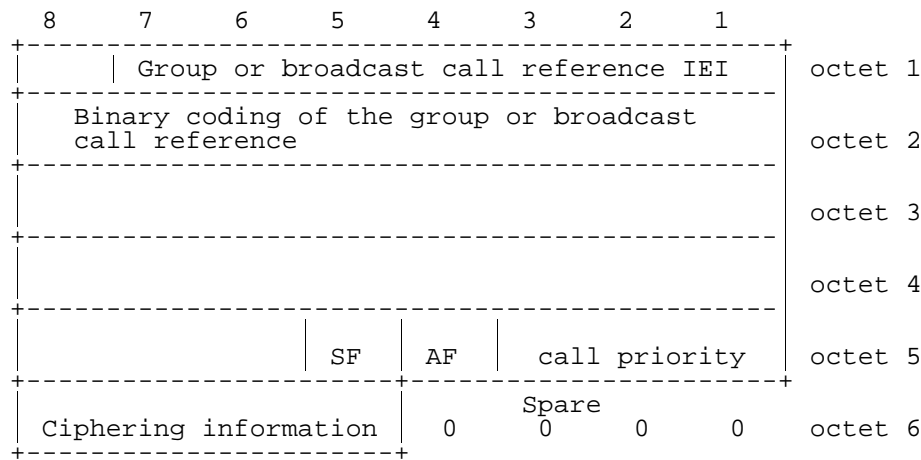 8 7 6 5 4 3 2 1
Group or broadcast call reference IEI octet 1
Binary coding of the group or broadcast
call reference octet 2
octet 3
octet 4
SF AF call priority octet 5
Spare
Ciphering information 0 0 0 0 octet 6